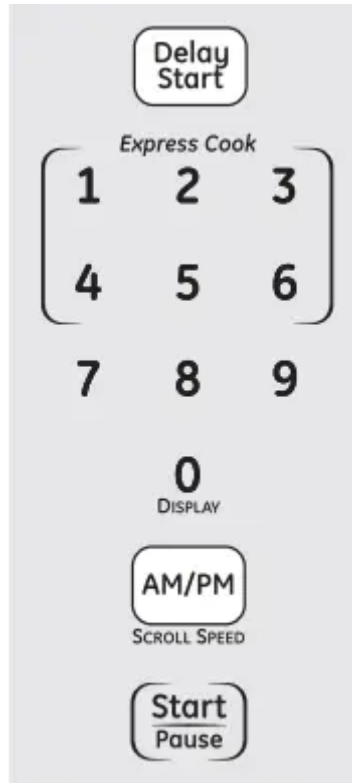 Delay
Start
Express Cook
1 2 3
4 5 6
7 8 9
0
DISPLAY
AM/PM
SCROLL SPEED
Start
Pause